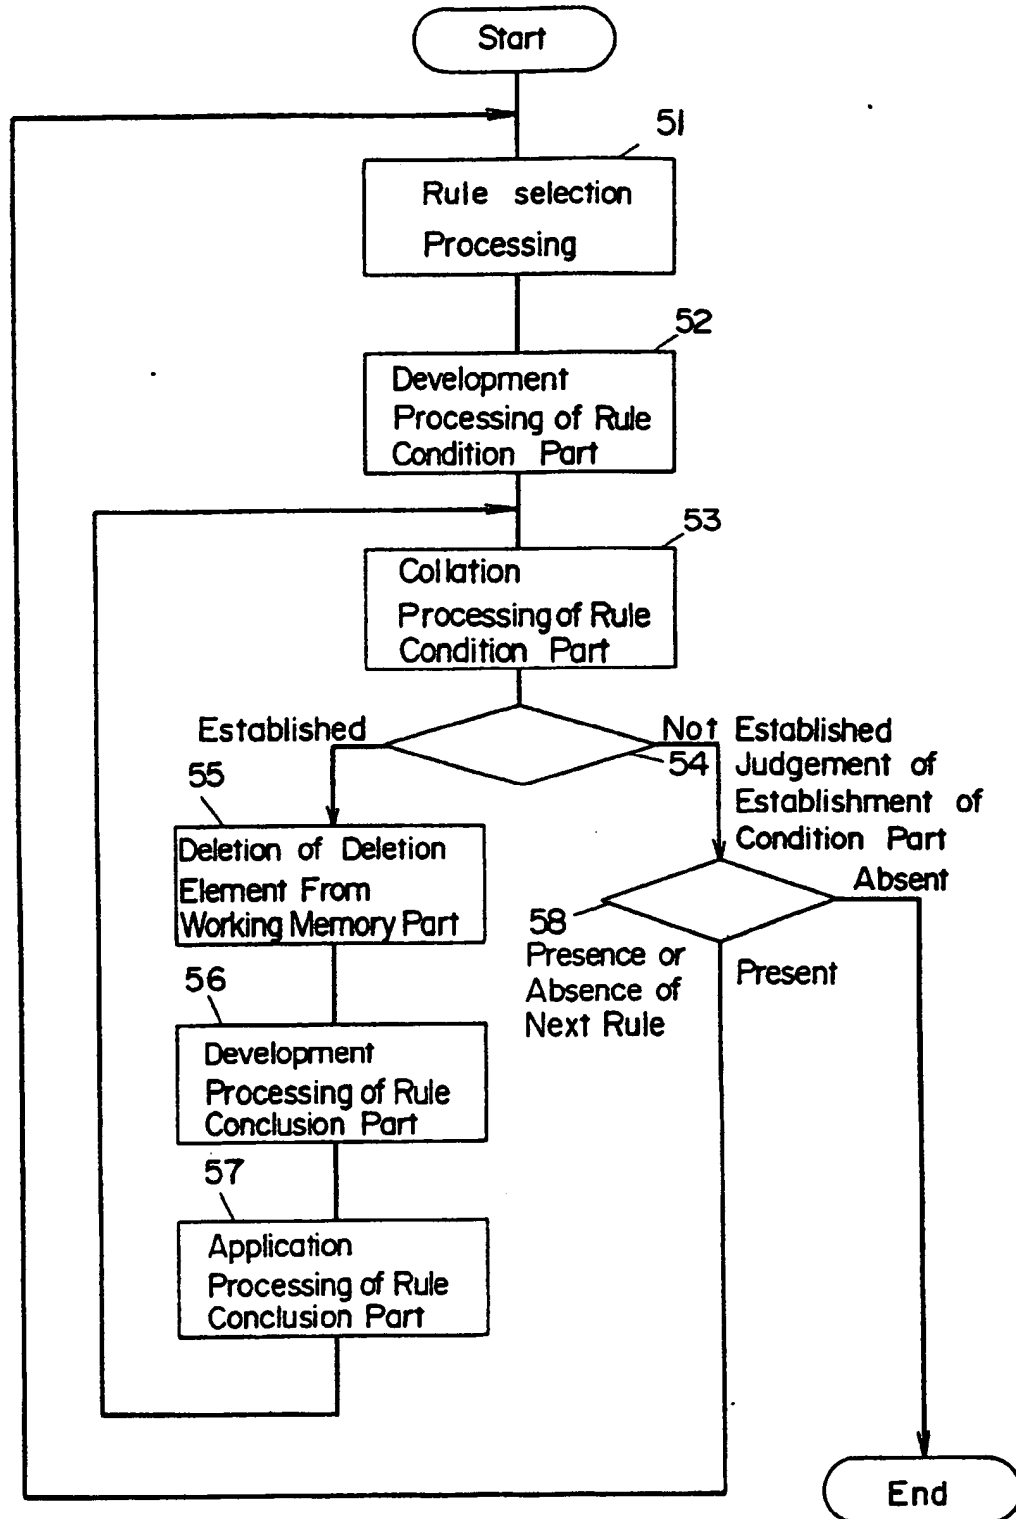 Start
51
Rule selection
Processing
52
Development
Processing of Rule
Condition Part
53
Collation
Processing of Rule
Condition Part
Established
Not Established
54
Judgement of
Establishment of
Condition Part
55
Deletion of Deletion
Element From
Working Memory Part
Absent
58
Presence or
Absence of
Next Rule
Present
56
Development
Processing of Rule
Conclusion Part
57
Application
Processing of Rule
Conclusion Part
End